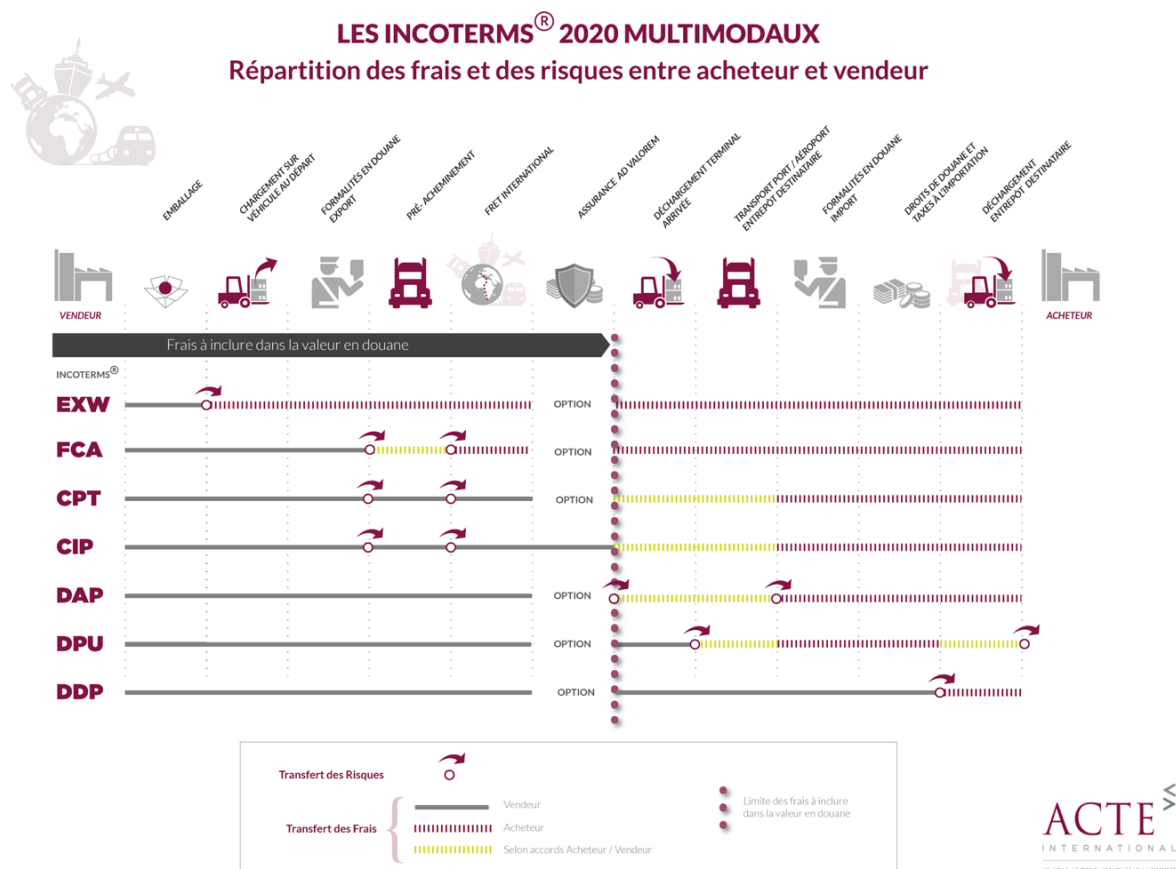 LES INCOTERMS® 2020 MULTIMODAUX
Répartition des frais et des risques entre acheteur et vendeur
EMBALLAGE
CHARGEMENT SUR
VÉHICULE AU DÉPART
FORMALITÉS EN DOUANE
EXPORT
PRÉ- ACHEMINEMENT
FRET INTERNATIONAL
ASSURANCE AD VALOREM
DÉCHARGEMENT TERMINAL
ARRIVÉE
TRANSPORT PORT / AÉROPORT
ENTREPÔT DESTINATAIRE
FORMALITÉS EN DOUANE
IMPORT
DROITS DE DOUANE ET
TAXES À L'IMPORTATION
DÉCHARGEMENT
ENTREPÔT DESTINATAIRE
VENDEUR
ACHETEUR
Frais à inclure dans la valeur en douane
INCOTERMS®
EXW OPTION
FCA OPTION
CPT OPTION
CIP
DAP OPTION
DPU OPTION
DDP OPTION
Transfert des Risques
Transfert des Frais
Vendeur
Acheteur
Selon accords Acheteur / Vendeur
Limite des frais à inclure
dans la valeur en douane
ACTE
INTERNATIONAL